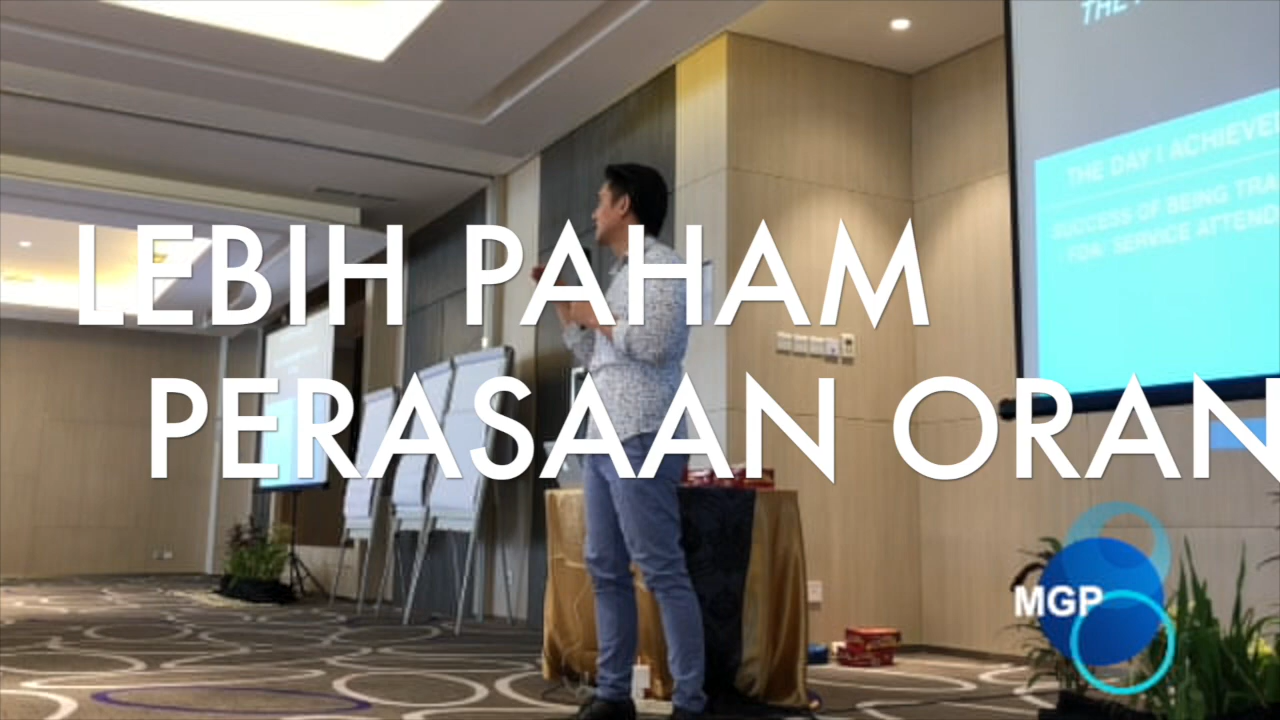 THE DAY I ACHIEVE
SUCCESS OF BEING TRA
FOR: SERVICE ATTEND
LEBIH PAHAM
PERASAAN ORAN
MGP